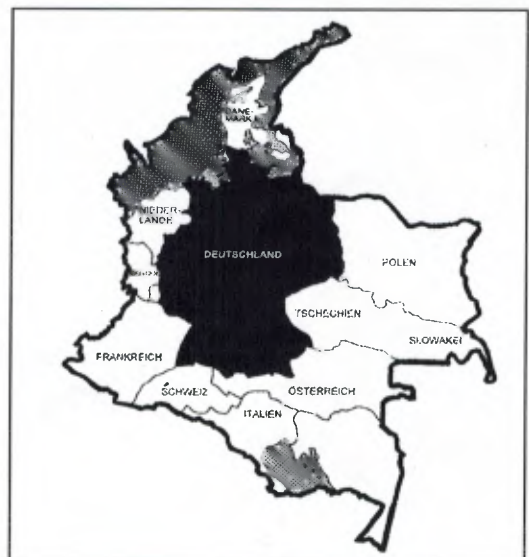 DÄNE-
MARK
NIEDER-
LANDE
DEUTSCHLAND
POLEN
TSCHECHIEN
SLOWAKEI
FRANKREICH
SCHWEIZ
ÖSTERREICH
ITALIEN